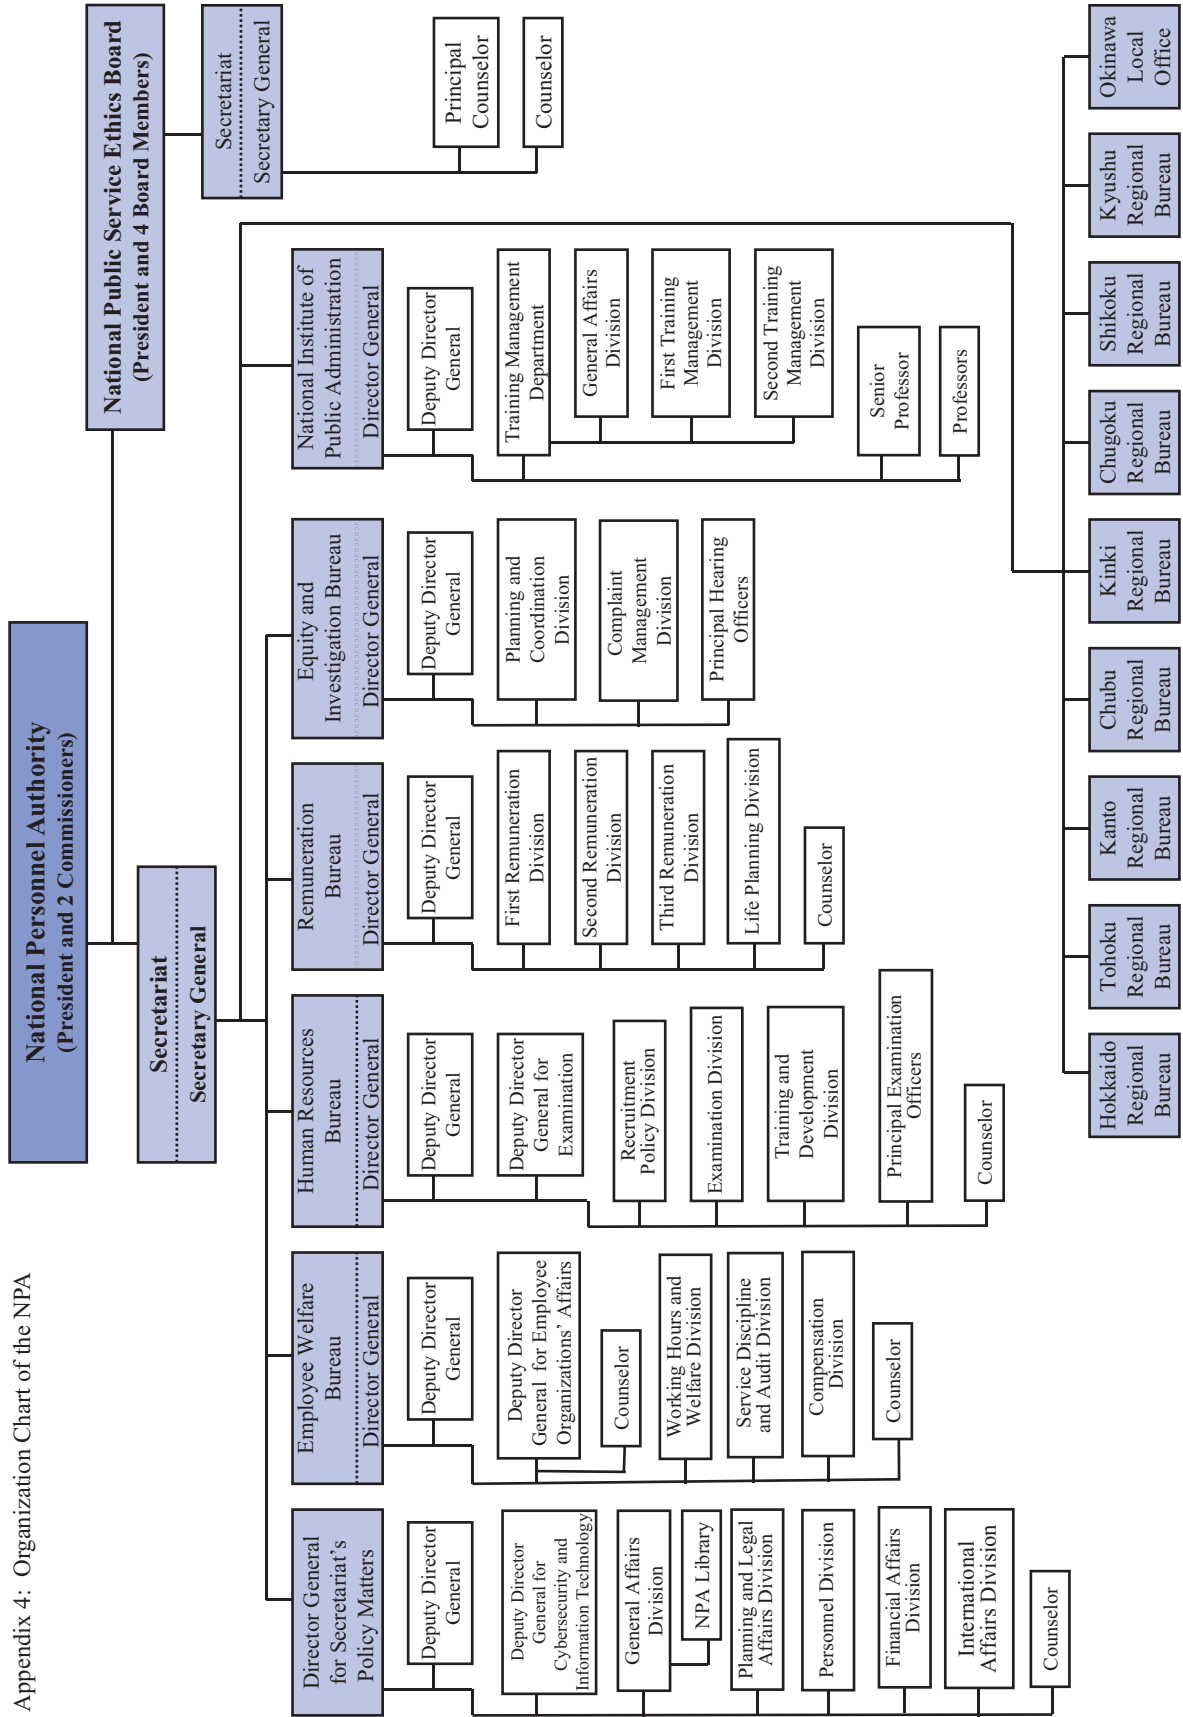 Appendix 4: Organization Chart of the NPA
National Personnel Authority
(President and 2 Commissioners)
National Public Service Ethics Board
(President and 4 Board Members)
Secretariat
Secretary General
Secretariat
Secretary General
Principal
Counselor
Counselor
Director General
for Secretariat's
Policy Matters
Deputy Director
General
Deputy Director
General for
Cybersecurity and
Information Technology
General Affairs
Division
NPA Library
Planning and Legal
Affairs Division
Personnel Division
Financial Affairs
Division
International
Affairs Division
Counselor
Employee Welfare
Bureau
Director General
Deputy Director
General
Deputy Director
General for Employee
Organizations' Affairs
Counselor
Working Hours and
Welfare Division
Service Discipline
and Audit Division
Compensation
Division
Counselor
Human Resources
Bureau
Director General
Deputy Director
General
Deputy Director
General for
Examination
Recruitment
Policy Division
Examination Division
Training and
Development
Division
Principal Examination
Officers
Counselor
Remuneration
Bureau
Director General
Deputy Director
General
First Remuneration
Division
Second Remuneration
Division
Third Remuneration
Division
Life Planning Division
Counselor
Equity and
Investigation Bureau
Director General
Deputy Director
General
Planning and
Coordination
Division
Complaint
Management
Division
Principal Hearing
Officers
National Institute of
Public Administration
Director General
Deputy Director
General
Training Management
Department
General Affairs
Division
First Training
Management
Division
Second Training
Management
Division
Senior
Professor
Professors
Hokkaido
Regional
Bureau
Tohoku
Regional
Bureau
Kanto
Regional
Bureau
Chubu
Regional
Bureau
Kinki
Regional
Bureau
Chugoku
Regional
Bureau
Shikoku
Regional
Bureau
Kyushu
Regional
Bureau
Okinawa
Local
Office